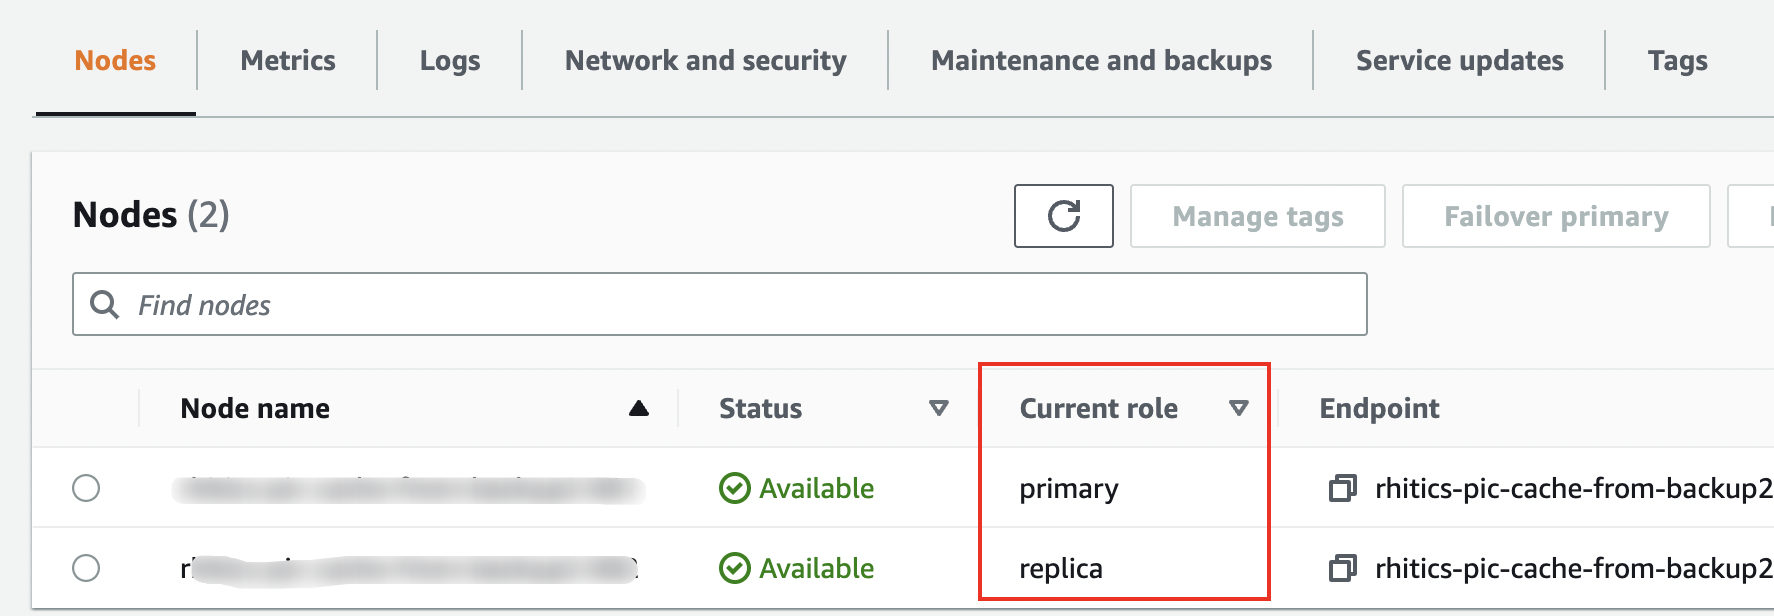 Nodes Metrics Logs Network and security Maintenance and backups Service updates Tags
Nodes (2)
Manage tags Failover primary
Find nodes
Node name Status Current role Endpoint
Available primary rhitics-pic-cache-from-backup2
Available replica rhitics-pic-cache-from-backup2